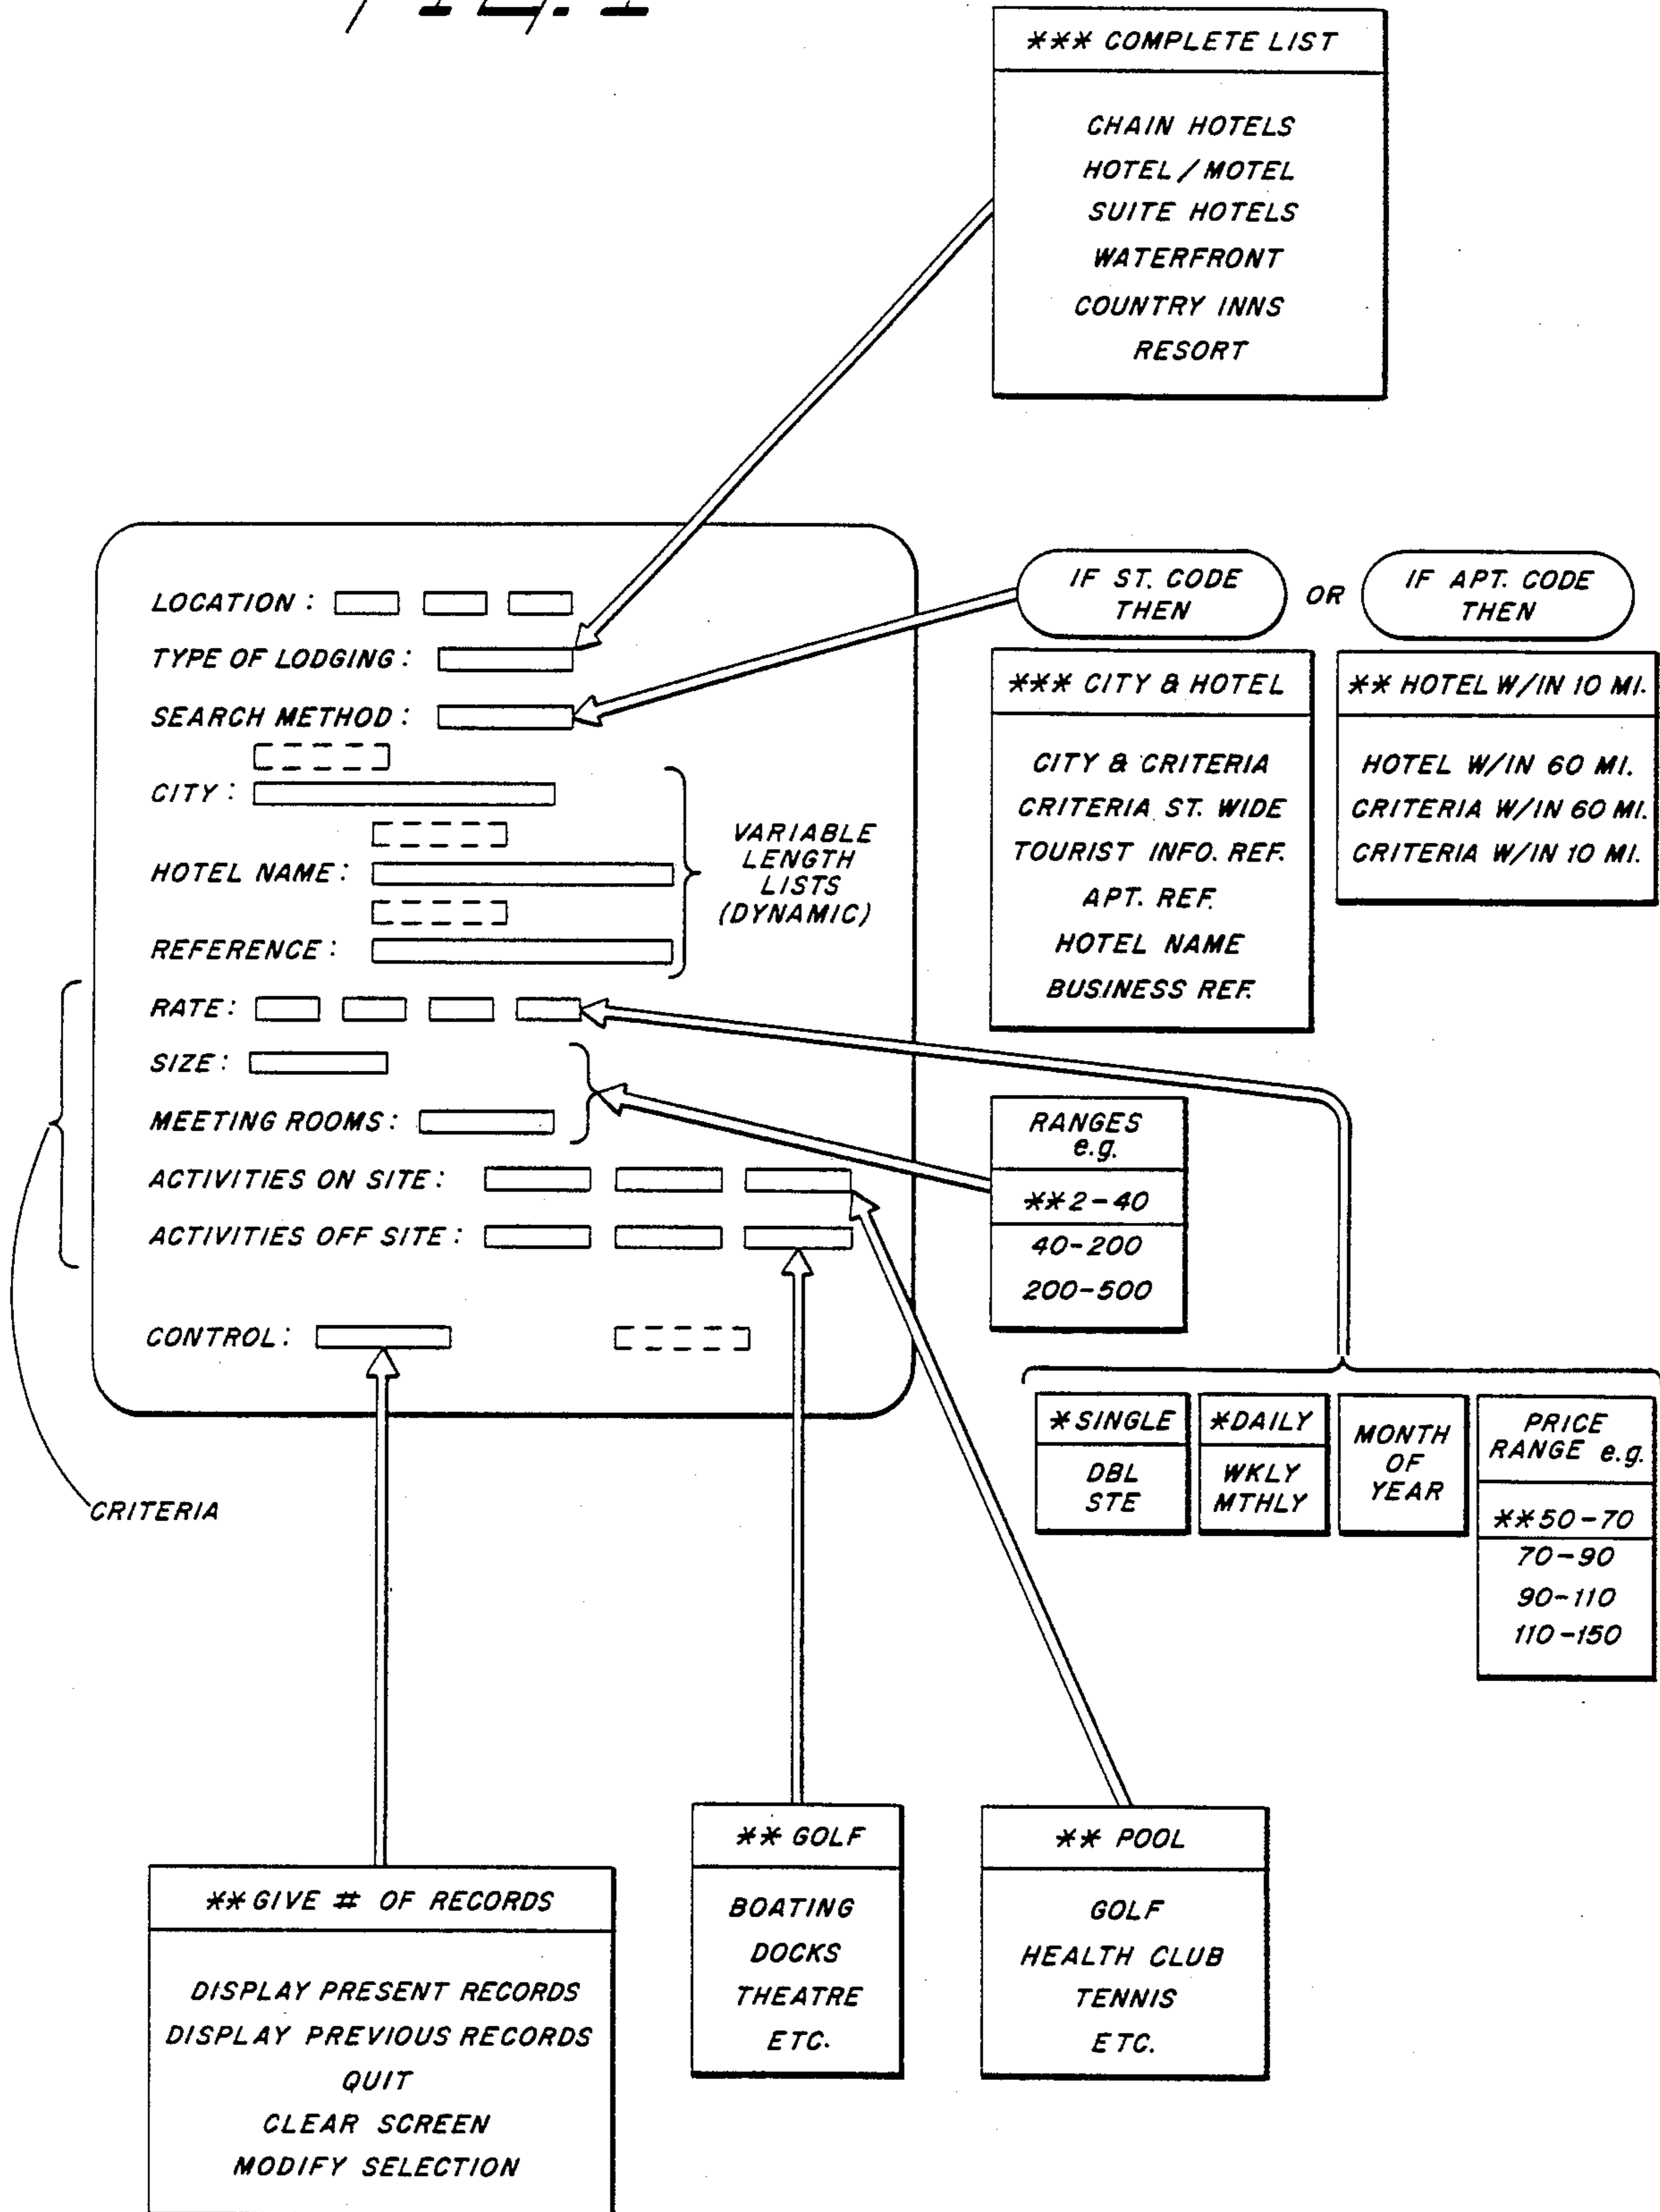 FIG. 1
*** COMPLETE LIST
CHAIN HOTELS
HOTEL / MOTEL
SUITE HOTELS
WATERFRONT
COUNTRY INNS
RESORT
LOCATION:
TYPE OF LODGING:
SEARCH METHOD:
CITY:
HOTEL NAME:
REFERENCE:
VARIABLE
LENGTH
LISTS
(DYNAMIC)
RATE:
SIZE:
MEETING ROOMS:
ACTIVITIES ON SITE:
ACTIVITIES OFF SITE:
CONTROL:
CRITERIA
IF ST. CODE
THEN
OR
IF APT. CODE
THEN
*** CITY & HOTEL
CITY & CRITERIA
CRITERIA ST. WIDE
TOURIST INFO. REF.
APT. REF.
HOTEL NAME
BUSINESS REF.
** HOTEL W/IN 10 MI.
HOTEL W/IN 60 MI.
CRITERIA W/IN 60 MI.
CRITERIA W/IN 10 MI.
RANGES
e.g.
**2-40
40-200
200-500
*SINGLE
DBL
STE
*DAILY
WKLY
MTHLY
MONTH
OF
YEAR
PRICE
RANGE e.g.
**50-70
70-90
90-110
110-150
** GIVE # OF RECORDS
DISPLAY PRESENT RECORDS
DISPLAY PREVIOUS RECORDS
QUIT
CLEAR SCREEN
MODIFY SELECTION
** GOLF
BOATING
DOCKS
THEATRE
ETC.
** POOL
GOLF
HEALTH CLUB
TENNIS
ETC.